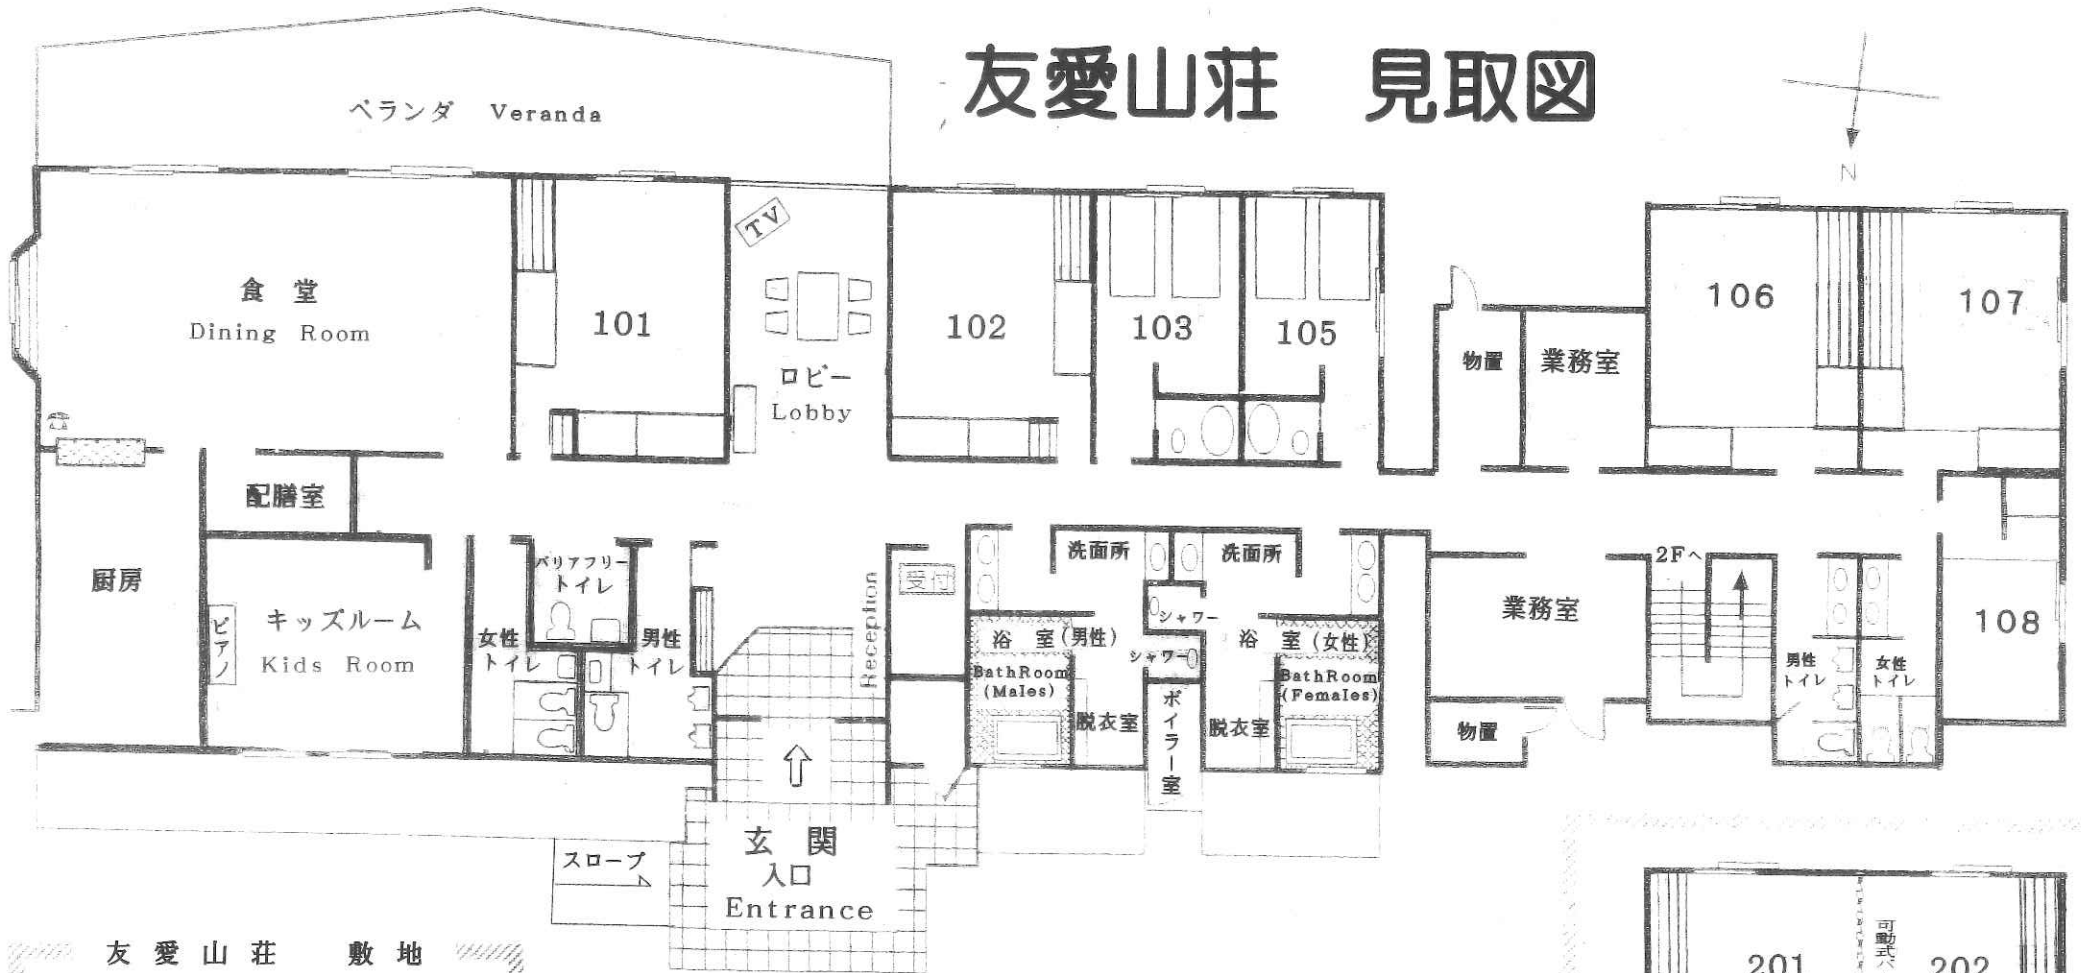 友愛山荘 見取図
ベランダ Veranda
N
食堂
Dining Room
101
TV
ロビー
Lobby
102
103
105
物置
業務室
106
107
配膳室
厨房
ピアノ
キッズルーム
Kids Room
女性
トイレ
バリアフリー
トイレ
男性
トイレ
受付
Reception
洗面所
洗面所
シャワー
シャワー
浴室(男性)
BathRoom
(Males)
脱衣室
ボイラー室
浴室(女性)
BathRoom
(Females)
脱衣室
業務室
物置
2Fへ
男性
トイレ
女性
トイレ
108
玄関
入口
Entrance
スロープ
友愛山荘 敷地
201
可動式
202